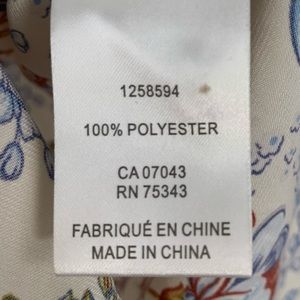 1258594
100% POLYESTER
CA 07043
RN 75343
FABRIQUÉ EN CHINE
MADE IN CHINA